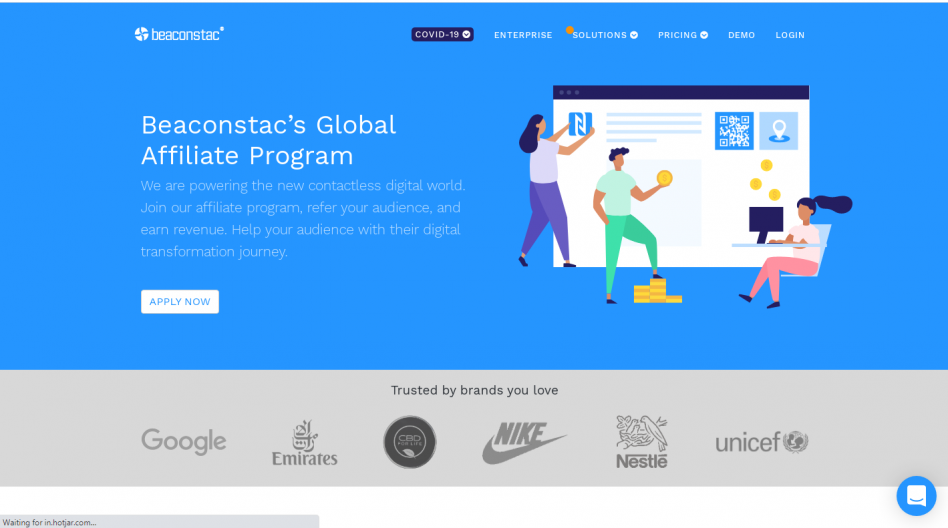 beaconstac®
COVID-19 ENTERPRISE SOLUTIONS PRICING DEMO LOGIN
Beaconstac's Global
Affiliate Program
We are powering the new contactless digital world.
Join our affiliate program, refer your audience, and
earn revenue. Help your audience with their digital
transformation journey.
APPLY NOW
Trusted by brands you love
Google
Emirates
CBD
FOR LIFE
NIKE
Nestlé
unicef
Waiting for in.hotjar.com...